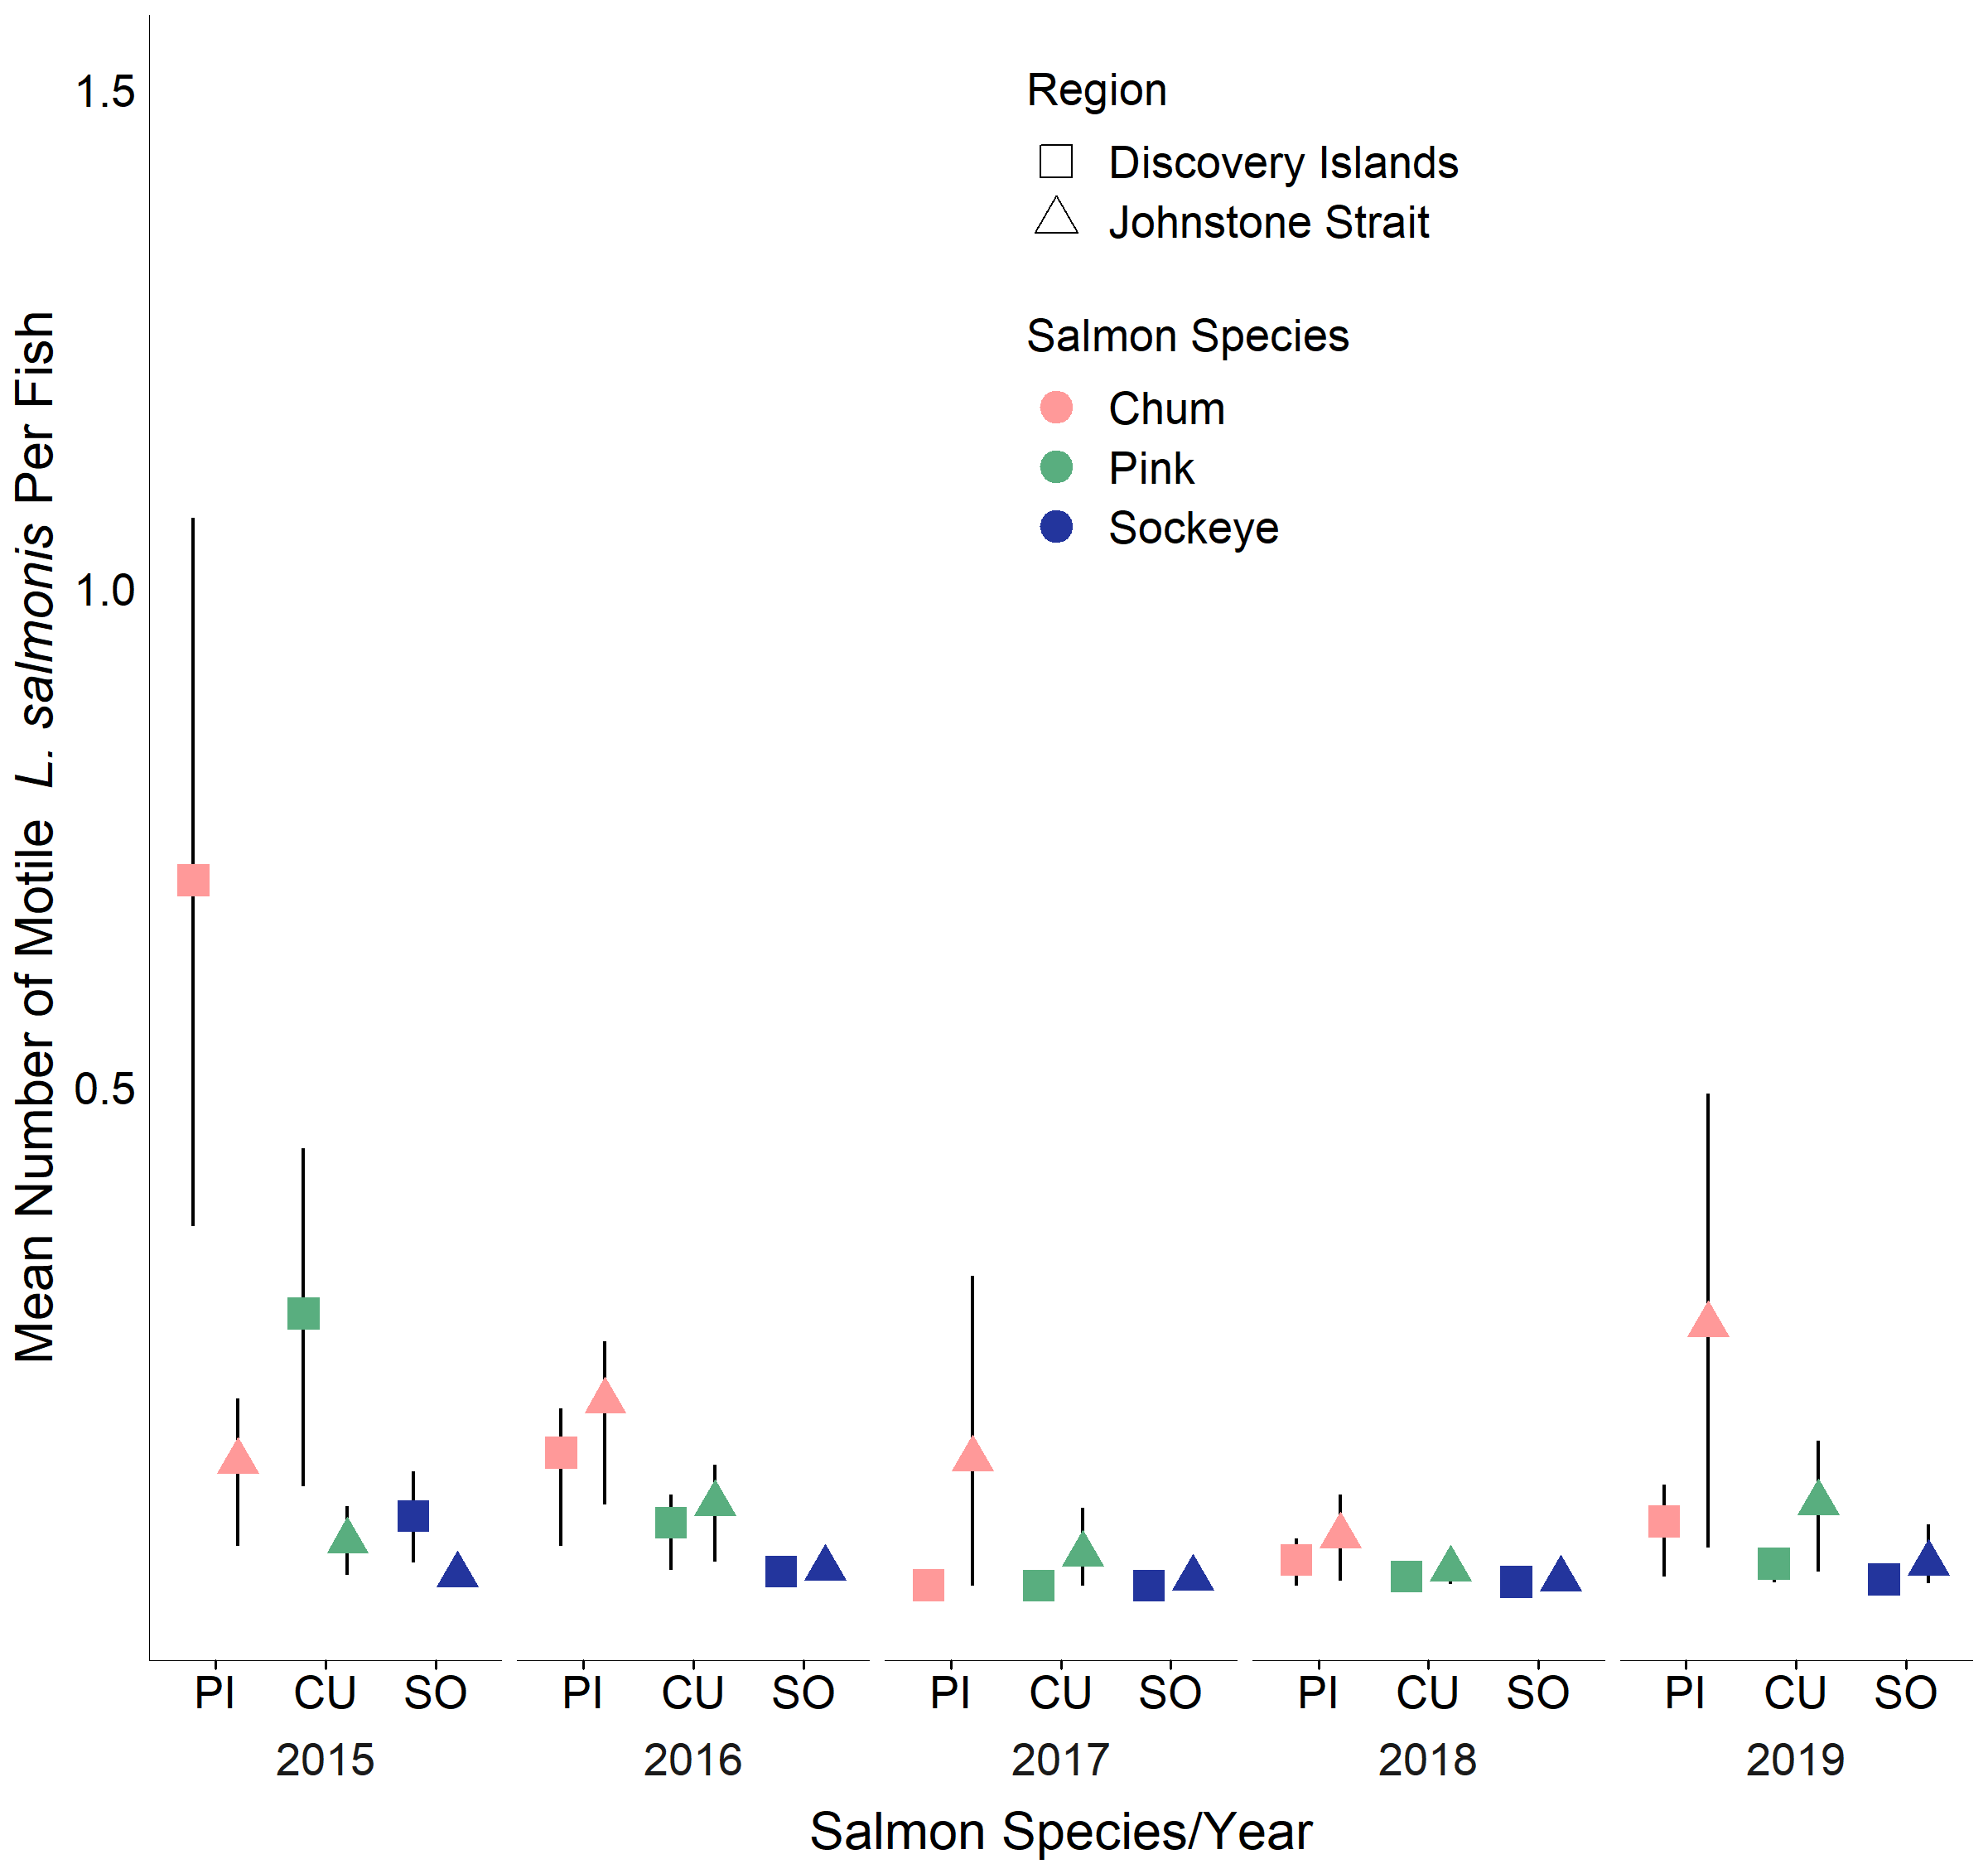 Mean Number of Motile L. salmonis Per Fish
1.5
1.0
0.5
Region
Discovery Islands
Johnstone Strait
Salmon Species
Chum
Pink
Sockeye
PI CU SO PI CU SO PI CU SO PI CU SO PI CU SO
2015 2016 2017 2018 2019
Salmon Species/Year